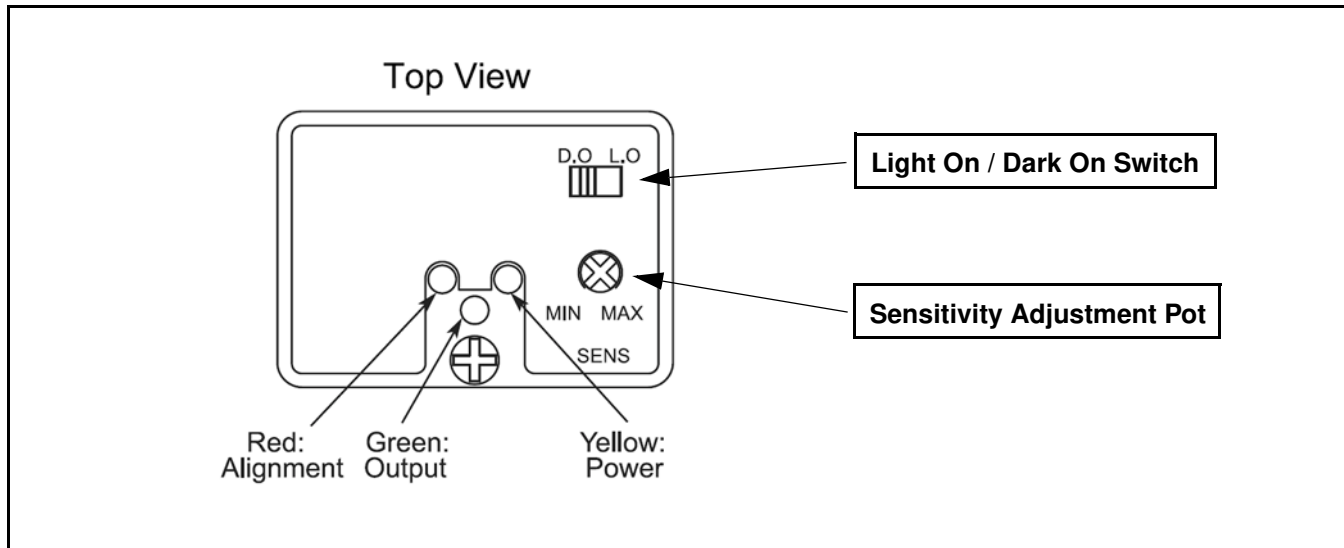 Top View
D.O L.O
Light On / Dark On Switch
MIN MAX
Sensitivity Adjustment Pot
SENS
Red:
Alignment
Green:
Output
Yellow:
Power